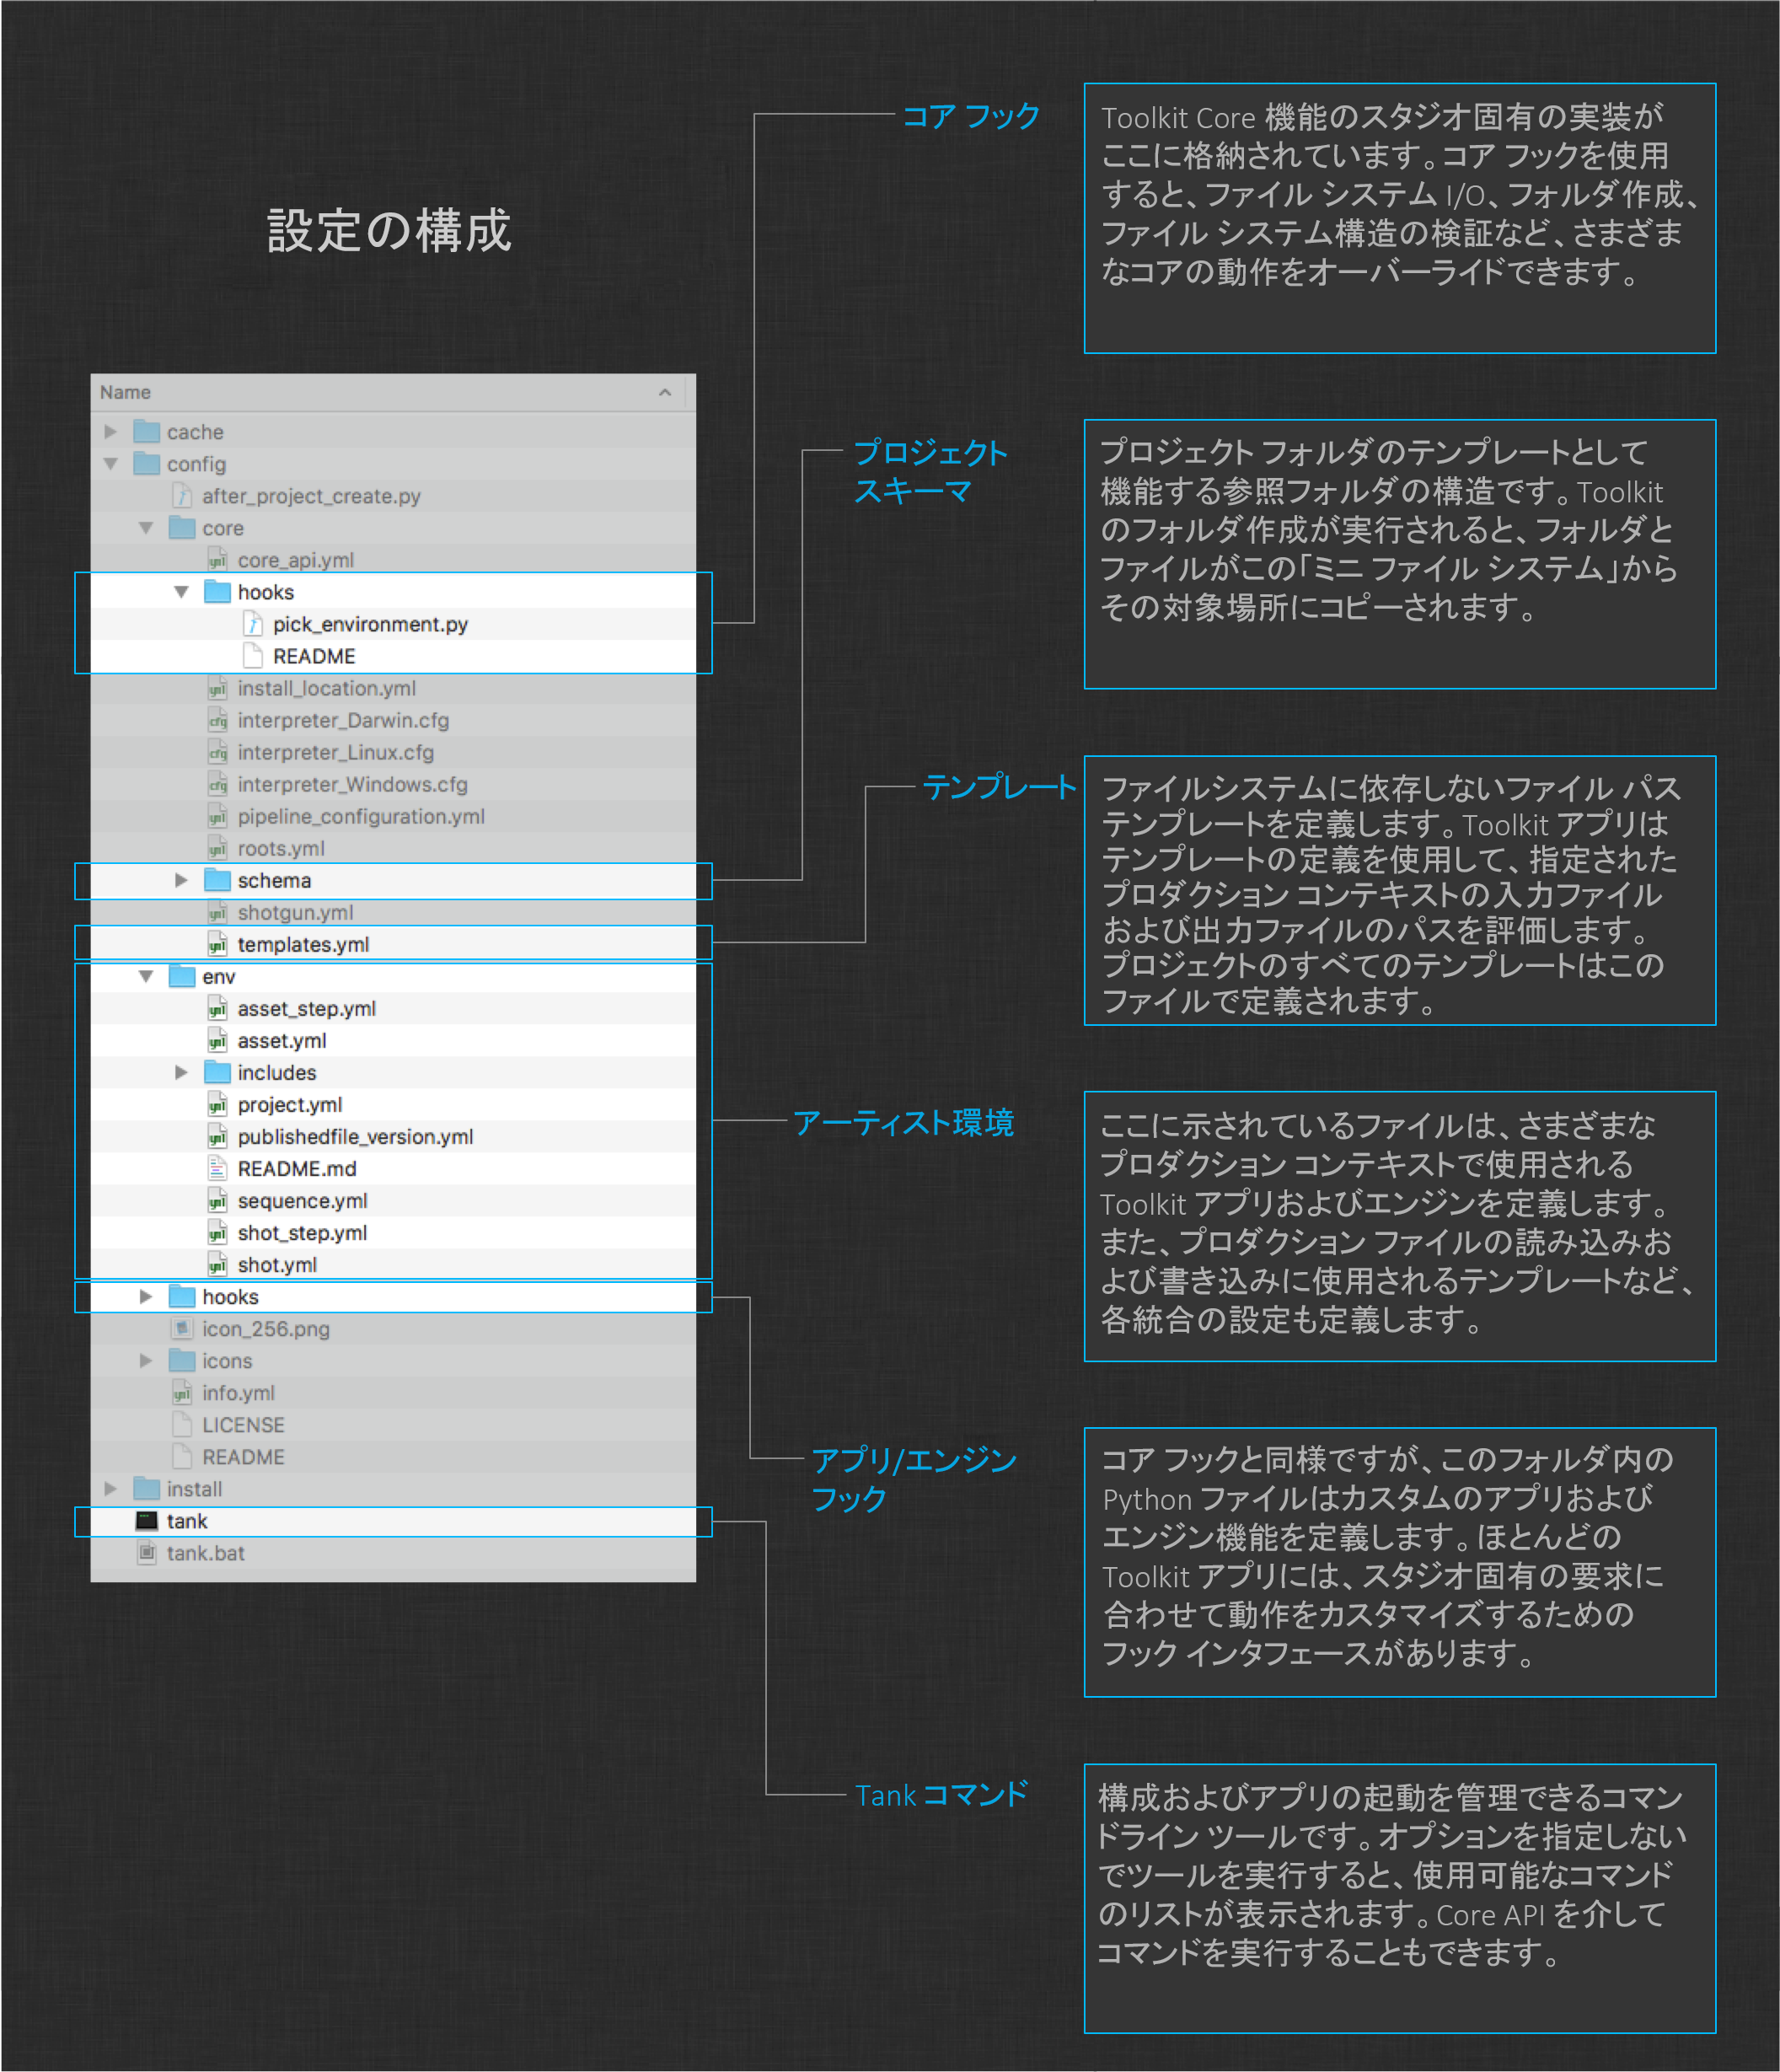 設定の構成
Name
cache
config
after_project_create.py
core
core_api.yml
hooks
pick_environment.py
README
install_location.yml
interpreter_Darwin.cfg
interpreter_Linux.cfg
interpreter_Windows.cfg
pipeline_configuration.yml
roots.yml
schema
shotgun.yml
templates.yml
env
asset_step.yml
asset.yml
includes
project.yml
publishedfile_version.yml
README.md
sequence.yml
shot_step.yml
shot.yml
hooks
icon_256.png
icons
info.yml
LICENSE
README
install
tank
tank.bat
コア フック
Toolkit Core 機能のスタジオ固有の実装が
ここに格納されています。コア フックを使用
すると、ファイル システム I/O、フォルダ作成、
ファイル システム構造の検証など、さまざま
なコアの動作をオーバーライドできます。
プロジェクト
スキーマ
プロジェクト フォルダのテンプレートとして
機能する参照フォルダの構造です。Toolkit
のフォルダ作成が実行されると、フォルダと
ファイルがこの「ミニ ファイル システム」から
その対象場所にコピーされます。
テンプレート
ファイルシステムに依存しないファイル パス
テンプレートを定義します。Toolkit アプリは
テンプレートの定義を使用して、指定された
プロダクション コンテキストの入力ファイル
および出力ファイルのパスを評価します。
プロジェクトのすべてのテンプレートはこの
ファイルで定義されます。
アーティスト環境
ここに示されているファイルは、さまざまな
プロダクション コンテキストで使用される
Toolkit アプリおよびエンジンを定義します。
また、プロダクション ファイルの読み込みお
よび書き込みに使用されるテンプレートなど、
各統合の設定も定義します。
アプリ/エンジン
フック
コア フックと同様ですが、このフォルダ内の
Python ファイルはカスタムのアプリおよび
エンジン機能を定義します。ほとんどの
Toolkit アプリには、スタジオ固有の要求に
合わせて動作をカスタマイズするための
フック インタフェースがあります。
Tank コマンド
構成およびアプリの起動を管理できるコマン
ドライン ツールです。オプションを指定しない
でツールを実行すると、使用可能なコマンド
のリストが表示されます。Core API を介して
コマンドを実行することもできます。